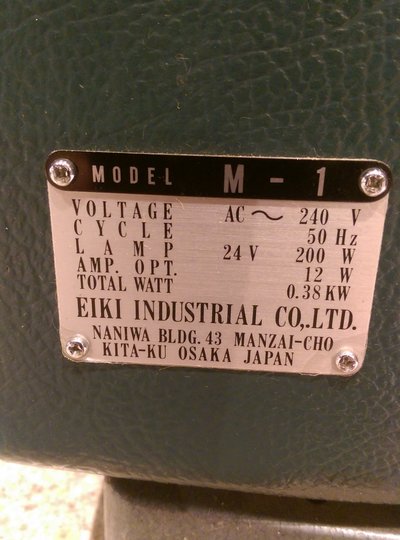 MODEL M - 1
VOLTAGE AC ~ 240 V
CYCLE 50 Hz
LAMP 24 V 200 W
AMP. OPT. 12 W
TOTAL WATT 0.38 KW
EIKI INDUSTRIAL CO,.LTD.
NANIWA BLDG. 43 MANZAI-CHO
KITA-KU OSAKA JAPAN